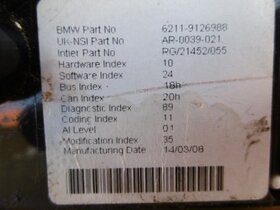 BMW Part No 6211-9126988
UK-NSI Part No AR-0039-021
Intier Part No RG/21452/055
Hardware Index 10
Software Index 24
Bus Index 18h
Can Index 20h
Diagnostic Index 89
Coding Index 11
AI Level 01
Modification Index 35
Manufacturing Date 14/03/08